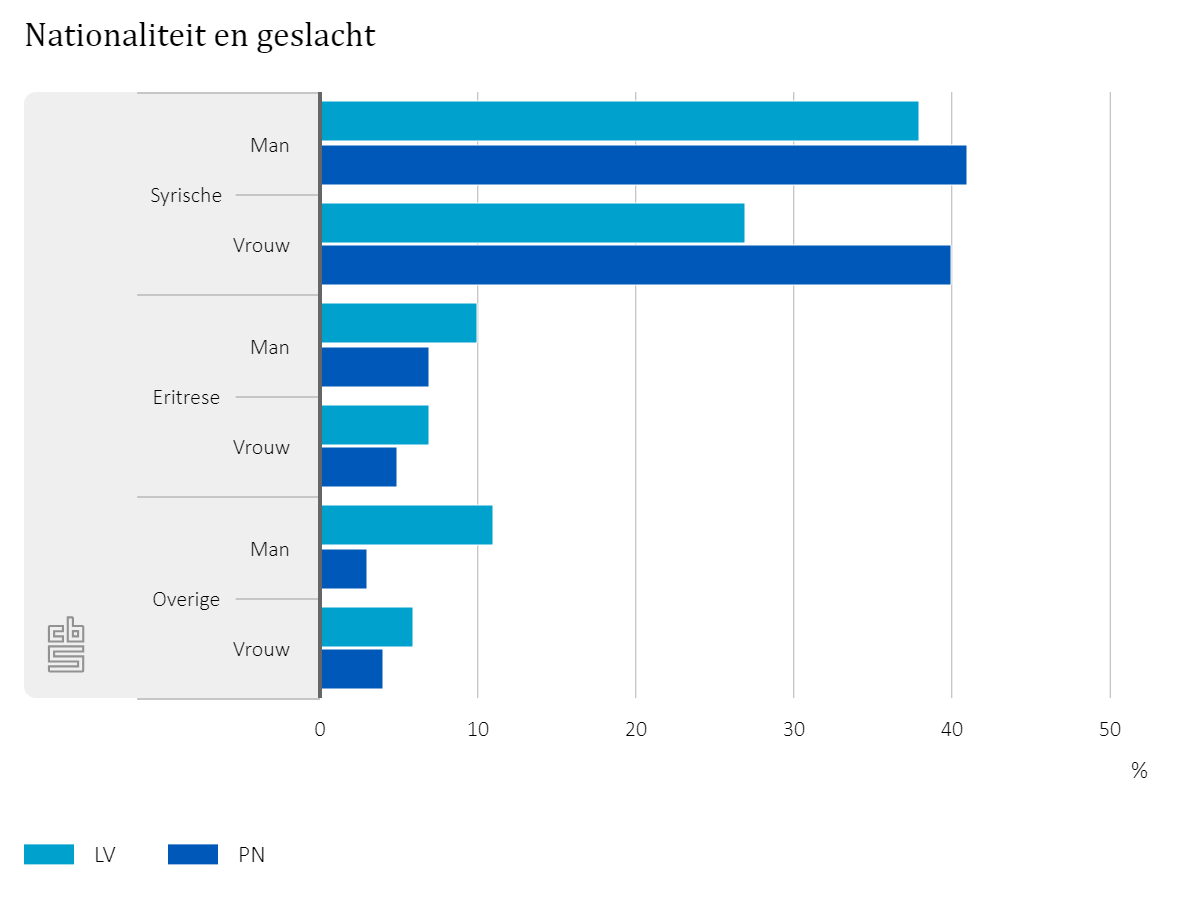 Nationaliteit en geslacht
Man
Syrische
Vrouw
Man
Eritrese
Vrouw
Man
Overige
Vrouw
0 10 20 30 40 50
%
LV PN
cbs